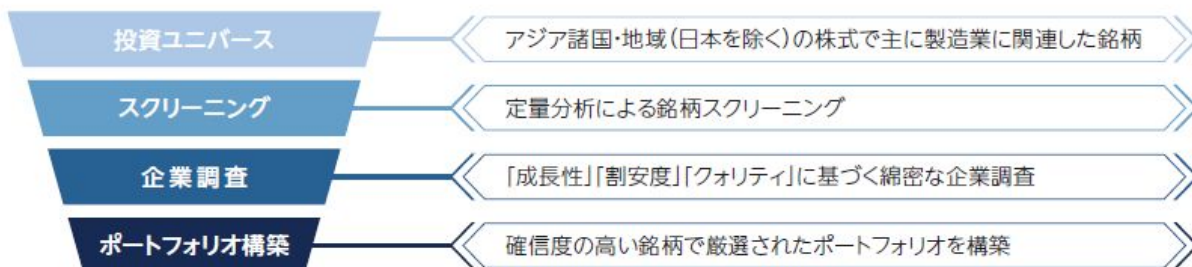 投資ユニバース
アジア諸国・地域(日本を除く)の株式で主に製造業に関連した銘柄
スクリーニング
定量分析による銘柄スクリーニング
企業調査
「成長性」「割安度」「クォリティ」に基づく綿密な企業調査
ポートフォリオ構築
確信度の高い銘柄で厳選されたポートフォリオを構築